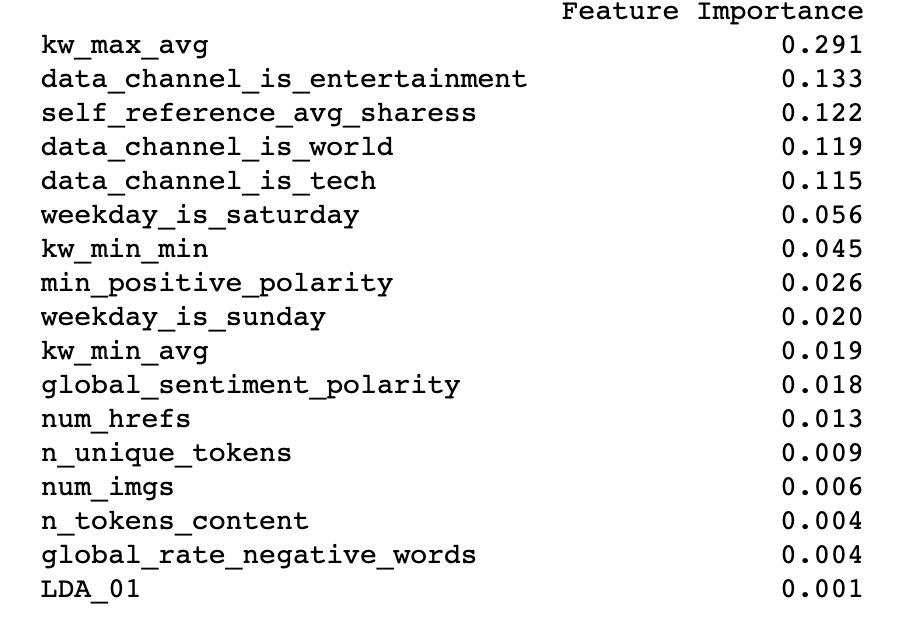 Feature Importance
kw_max_avg 0.291
data_channel_is_entertainment 0.133
self_reference_avg_sharess 0.122
data_channel_is_world 0.119
data_channel_is_tech 0.115
weekday_is_saturday 0.056
kw_min_min 0.045
min_positive_polarity 0.026
weekday_is_sunday 0.020
kw_min_avg 0.019
global_sentiment_polarity 0.018
num_hrefs 0.013
n_unique_tokens 0.009
num_imgs 0.006
n_tokens_content 0.004
global_rate_negative_words 0.004
LDA_01 0.001